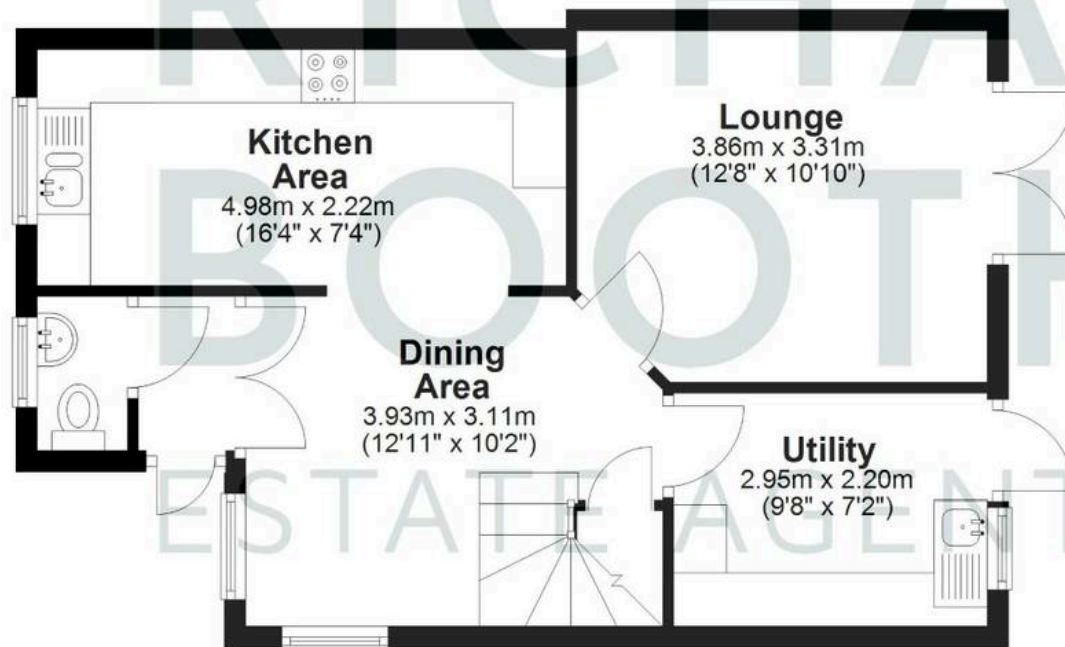 RICHA
BOOTH
ESTATE AGENT
Kitchen
Area
4.98m x 2.22m
(16'4" x 7'4")
Lounge
3.86m x 3.31m
(12'8" x 10'10")
Dining
Area
3.93m x 3.11m
(12'11" x 10'2")
Utility
2.95m x 2.20m
(9'8" x 7'2")